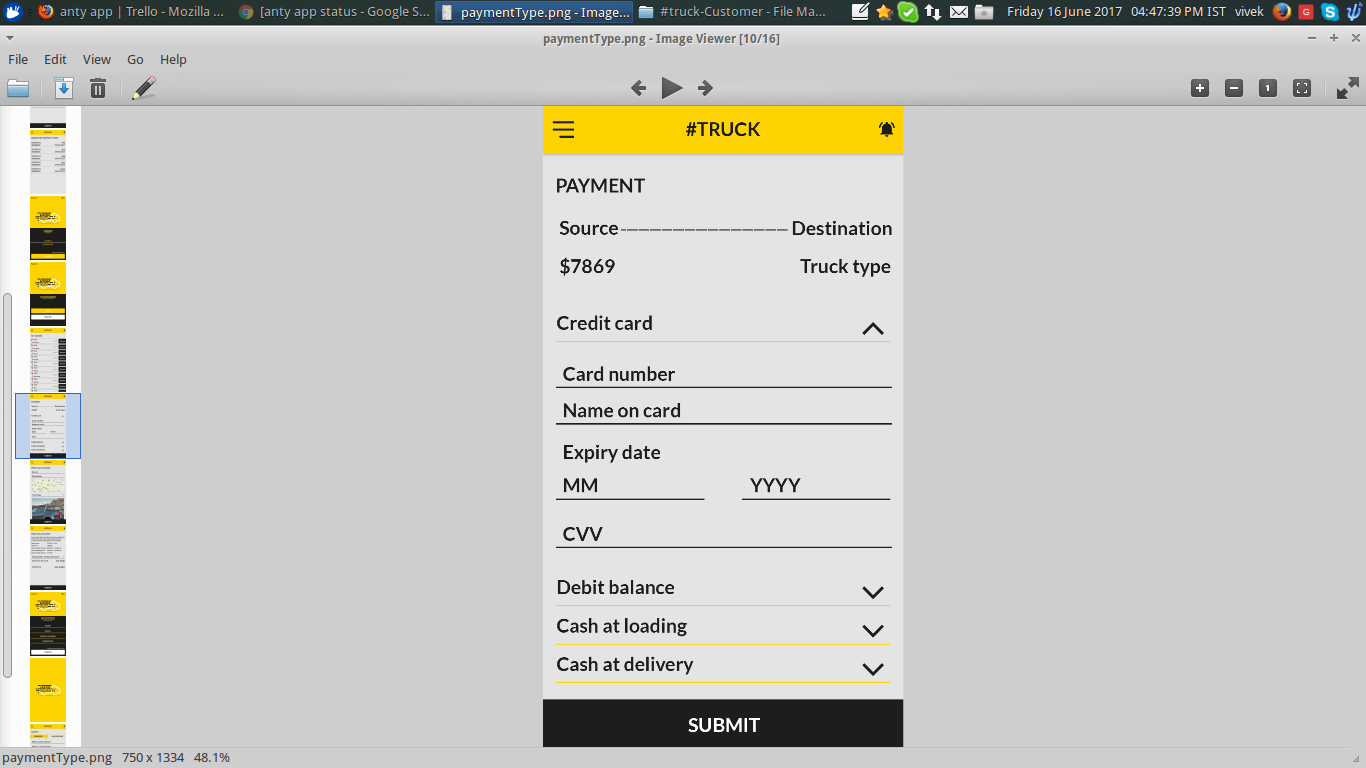 anty app | Trello - Mozilla ... [anty app status - Google S... paymentType.png - Image... #truck-Customer - File Ma... Friday 16 June 2017 04:47:39 PM IST vivek
paymentType.png - Image Viewer [10/16]
File Edit View Go Help
1
#TRUCK
PAYMENT
Source Destination
$7869 Truck type
Credit card
Card number
Name on card
Expiry date
MM YYYY
CVV
Debit balance
Cash at loading
Cash at delivery
SUBMIT
paymentType.png 750 x 1334 48.1%